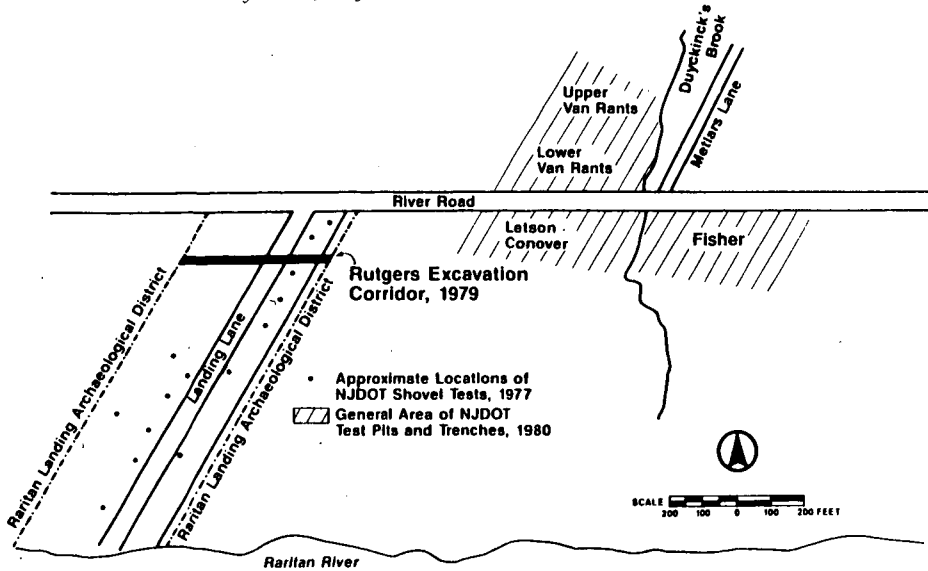 Duyckinck's
Brook
Metlars Lane
Upper
Van Rants
Lower
Van Rants
River Road
Letson
Conover
Fisher
Rutgers Excavation
Corridor, 1979
Raritan Landing Archaeological District
Landing Lane
Raritan Landing Archaeological District
• Approximate Locations of
NJDOT Shovel Tests, 1977
General Area of NJDOT
Test Pits and Trenches, 1980
SCALE
200 100 0 100 200 FEET
Raritan River